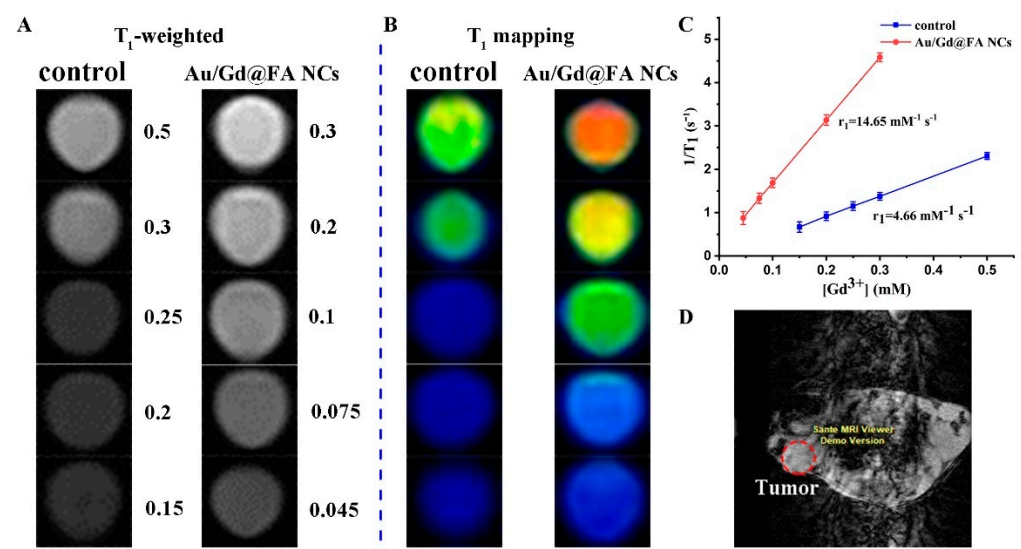 A
T1-weighted
control
Au/Gd@FA NCs
0.5
0.3
0.3
0.2
0.25
0.1
0.2
0.075
0.15
0.045
B
T1 mapping
control
Au/Gd@FA NCs
C
control
Au/Gd@FA NCs
5
4
3
2
1
0
1/T1 (s⁻¹)
r1=14.65 mM⁻¹ s⁻¹
r1=4.66 mM⁻¹ s⁻¹
0.0 0.1 0.2 0.3 0.4 0.5
[Gd³⁺] (mM)
D
Sante MRI Viewer
Demo Version
Tumor